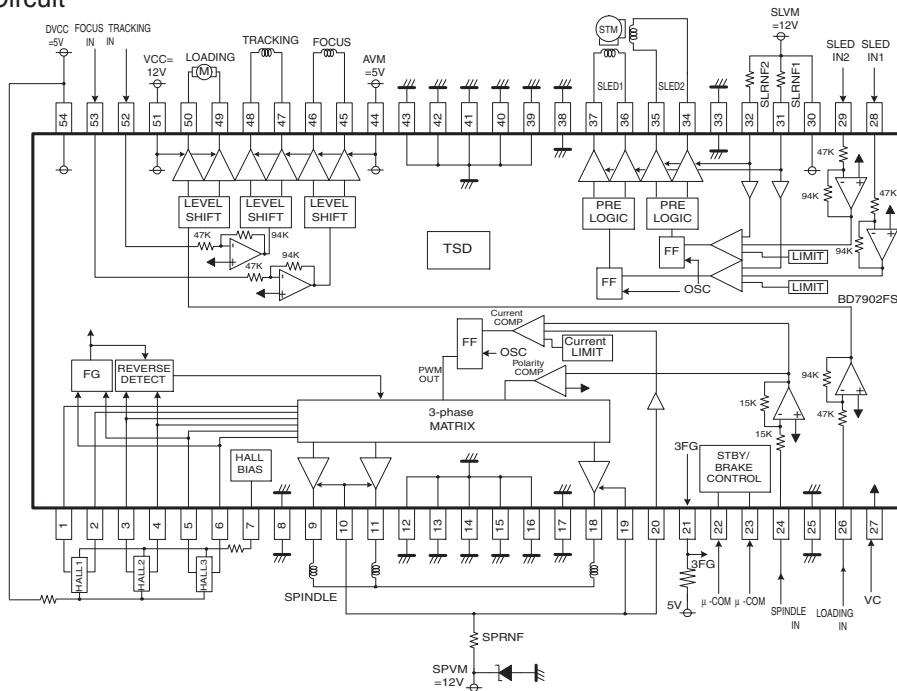 Circuit
DVCC =5V
FOCUS IN
TRACKING IN
VCC= 12V
LOADING
M
TRACKING
FOCUS
AVM =5V
STM
SLED1
SLED2
SLVM =12V
SLRNF2
SLRNF1
SLED IN2
SLED IN1
54 53 52 51 50 49 48 47 46 45 44 43 42 41 40 39 38 37 36 35 34 33 32 31 30 29 28
LEVEL SHIFT
LEVEL SHIFT
LEVEL SHIFT
47K
94K
47K
94K
TSD
PRE LOGIC
PRE LOGIC
FF
FF
OSC
LIMIT
LIMIT
47K
94K
47K
94K
BD7902FS
FG
REVERSE DETECT
PWM OUT
FF
OSC
Current COMP
Current LIMIT
Polarity COMP
3-phase MATRIX
94K
47K
15K
15K
HALL BIAS
3FG
STBY/ BRAKE CONTROL
1 2 3 4 5 6 7 8 9 10 11 12 13 14 15 16 17 18 19 20 21 22 23 24 25 26 27
HALL1
HALL2
HALL3
SPINDLE
SPRNF
SPVM =12V
3FG
5V
μ-COM
μ-COM
SPINDLE IN
LOADING IN
VC